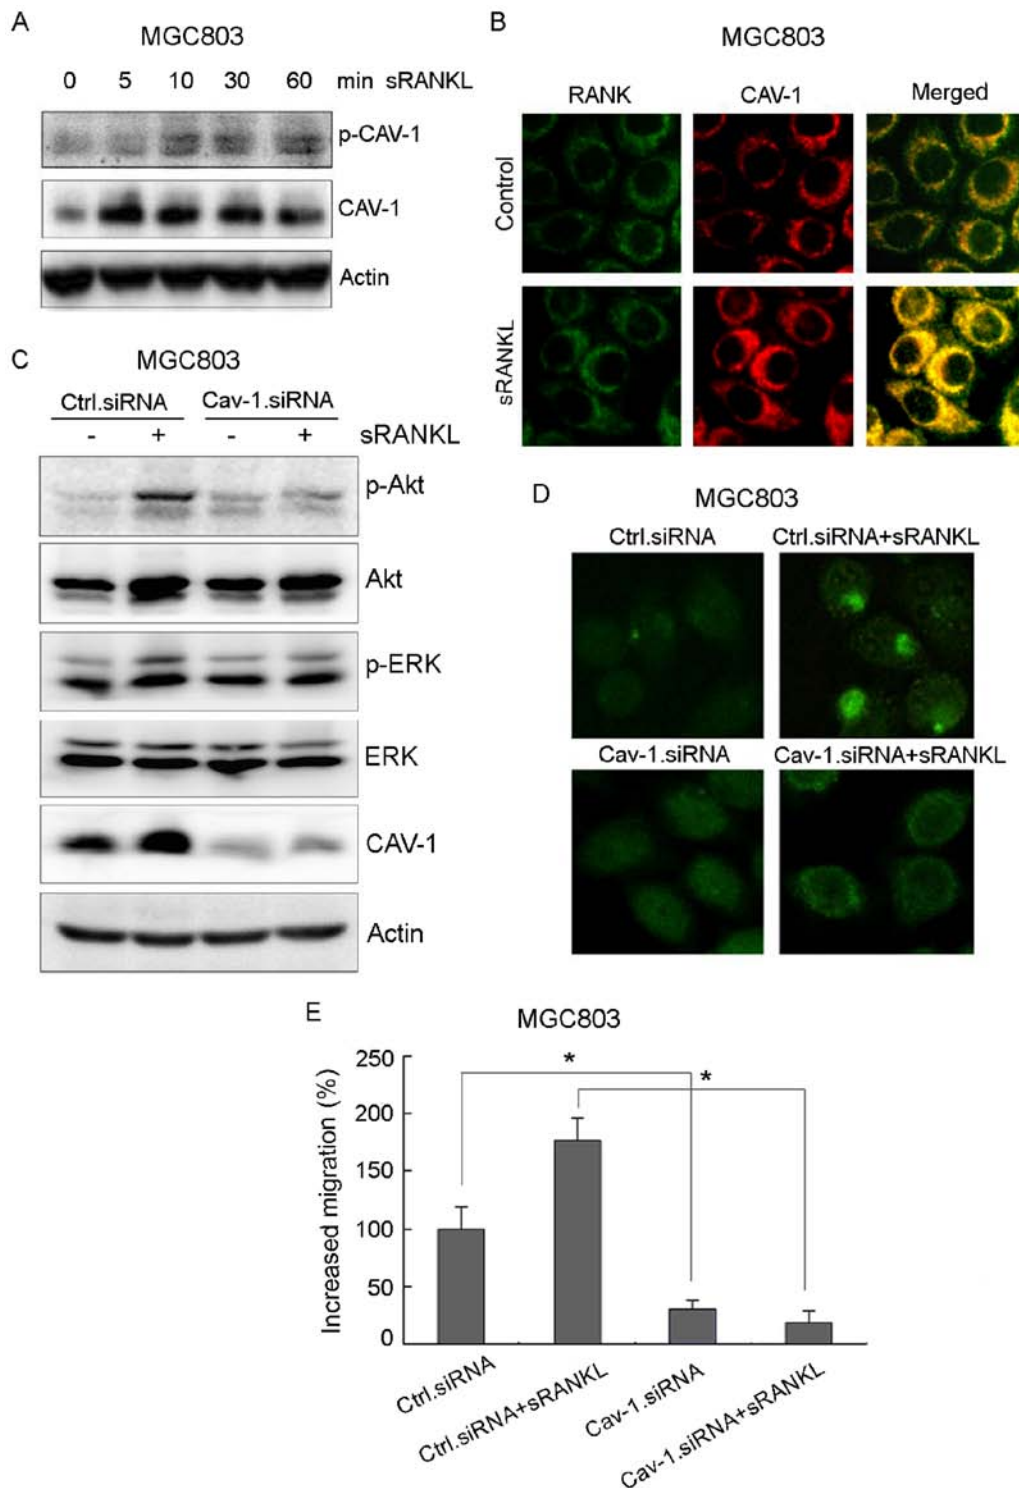 A
MGC803
0 5 10 30 60 min sRANKL
p-CAV-1
CAV-1
Actin
B
MGC803
RANK CAV-1 Merged
Control
sRANKL
C
MGC803
Ctrl.siRNA Cav-1.siRNA
- + - + sRANKL
p-Akt
Akt
p-ERK
ERK
CAV-1
Actin
D
MGC803
Ctrl.siRNA Ctrl.siRNA+sRANKL
Cav-1.siRNA Cav-1.siRNA+sRANKL
E
MGC803
Increased migration (%)
250
200
150
100
50
0
* *
Ctrl.siRNA
Ctrl.siRNA+sRANKL
Cav-1.siRNA
Cav-1.siRNA+sRANKL